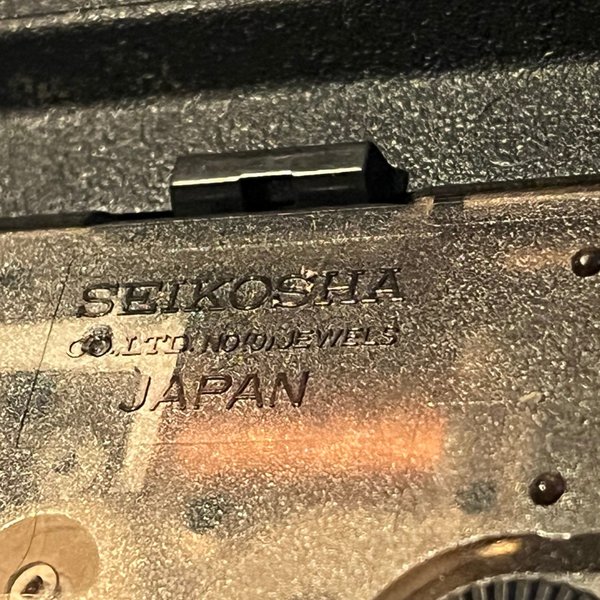 SEIKOSHA
CO.,LTD. NO(0) JEWELS
JAPAN